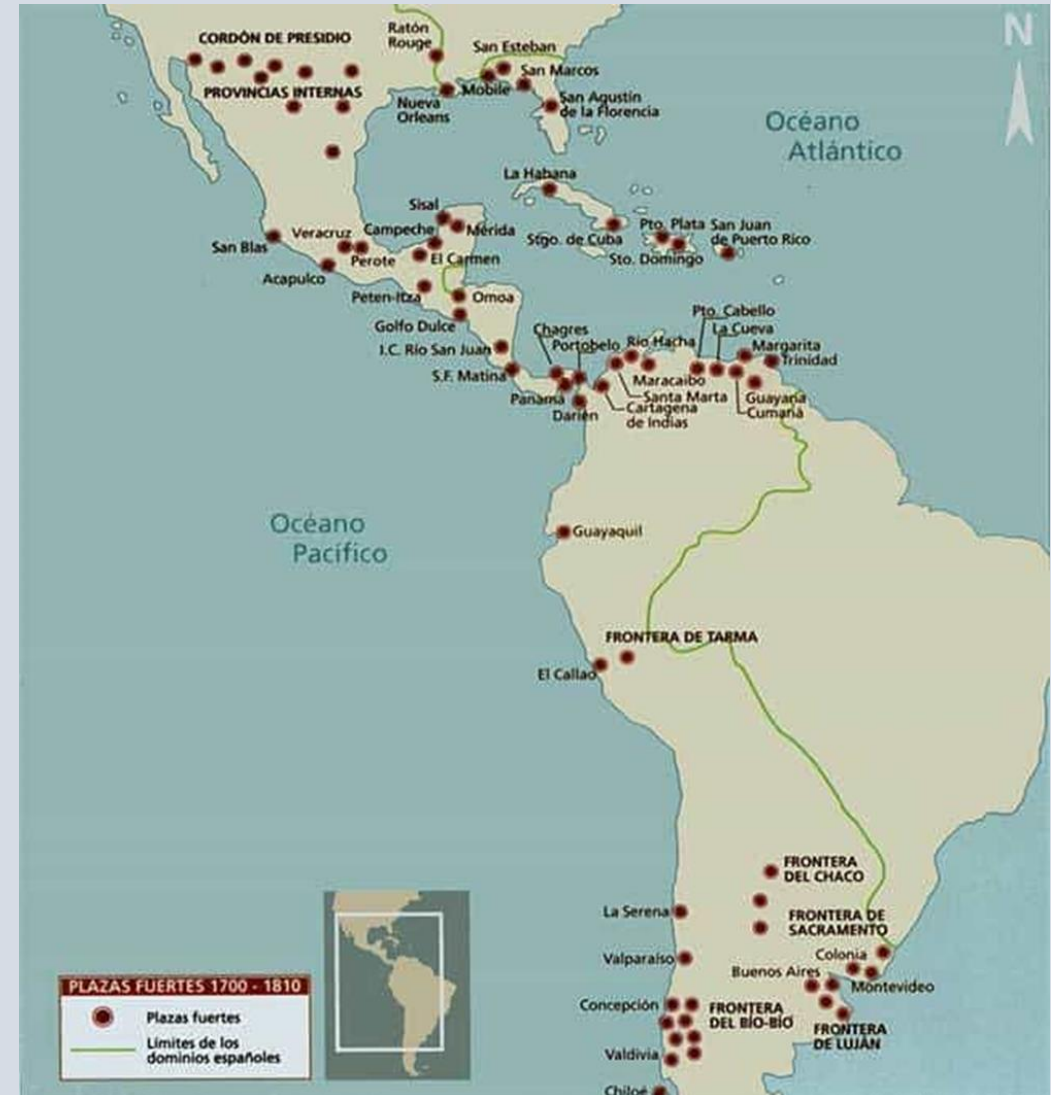 N
CORDÓN DE PRESIDIO
PROVINCIAS INTERNAS
Ratón
Rouge
San Esteban
San Marcos
Mobile
Nueva
Orleans
San Agustín
de la Florencia
Océano
Atlántico
La Habana
Sisal
Mérida
Campeche
Veracruz
San Blas
Perote
El Carmen
Acapulco
Stgo. de Cuba
Pto. Plata
San Juan
de Puerto Rico
Sto. Domingo
Peten-Itza
Omoa
Golfo Dulce
I.C. Río San Juan
S.F. Matina
Chagres
Portobelo
Río Hacha
Pto. Cabello
La Cueva
Margarita
Trinidad
Maracaibo
Santa Marta
Guayana
Cumaná
Panamá
Cartagena
de Indias
Darién
Océano
Pacífico
Guayaquil
FRONTERA DE TARMA
El Callao
FRONTERA
DEL CHACO
La Serena
FRONTERA DE
SACRAMENTO
Valparaíso
Colonia
Buenos Aires
Montevideo
Concepción
FRONTERA
DEL BÍO-BÍO
FRONTERA
DE LUJÁN
Valdivia
Chiloé
PLAZAS FUERTES 1700 - 1810
Plazas fuertes
Límites de los
dominios españoles